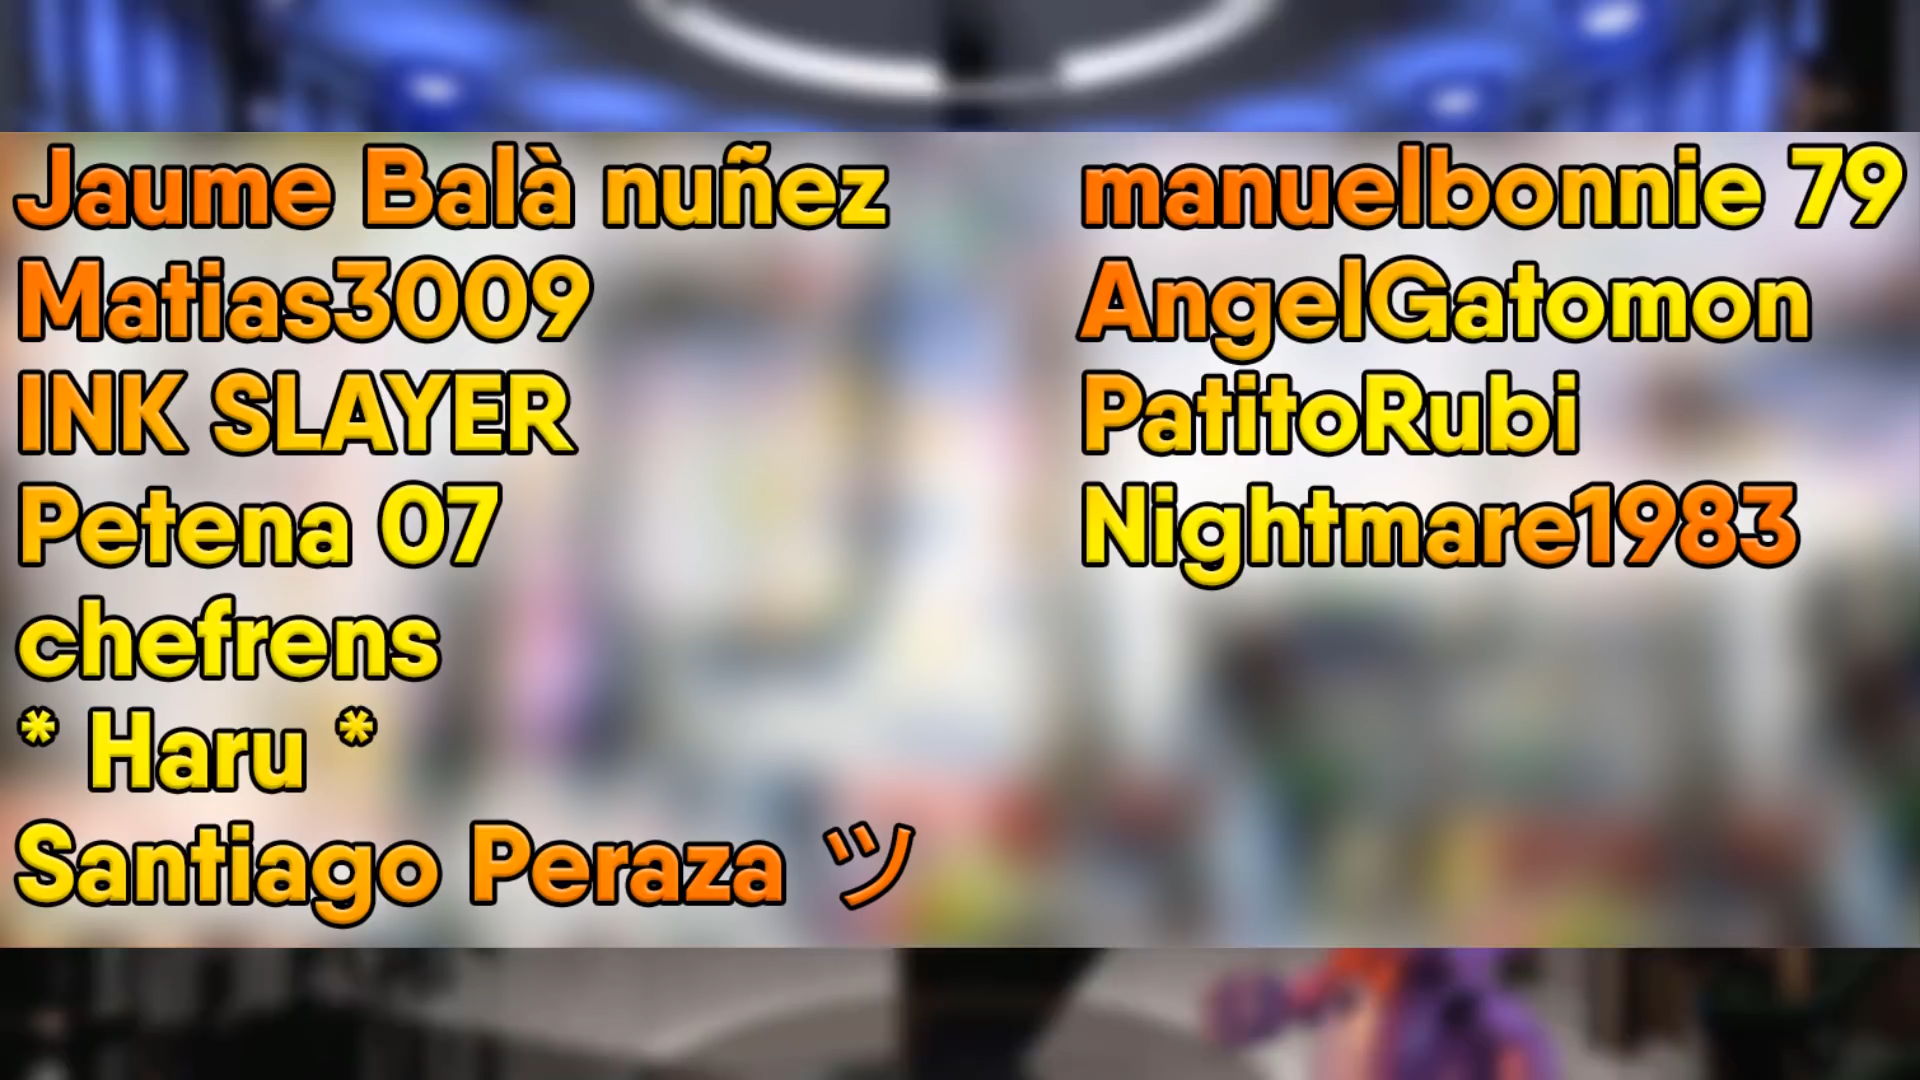 Jaume Balà nuñez
Matias3009
INK SLAYER
Petena 07
chefrens
* Haru *
Santiago Peraza ツ
manuelbonnie 79
AngelGatomon
PatitoRubi
Nightmare1983